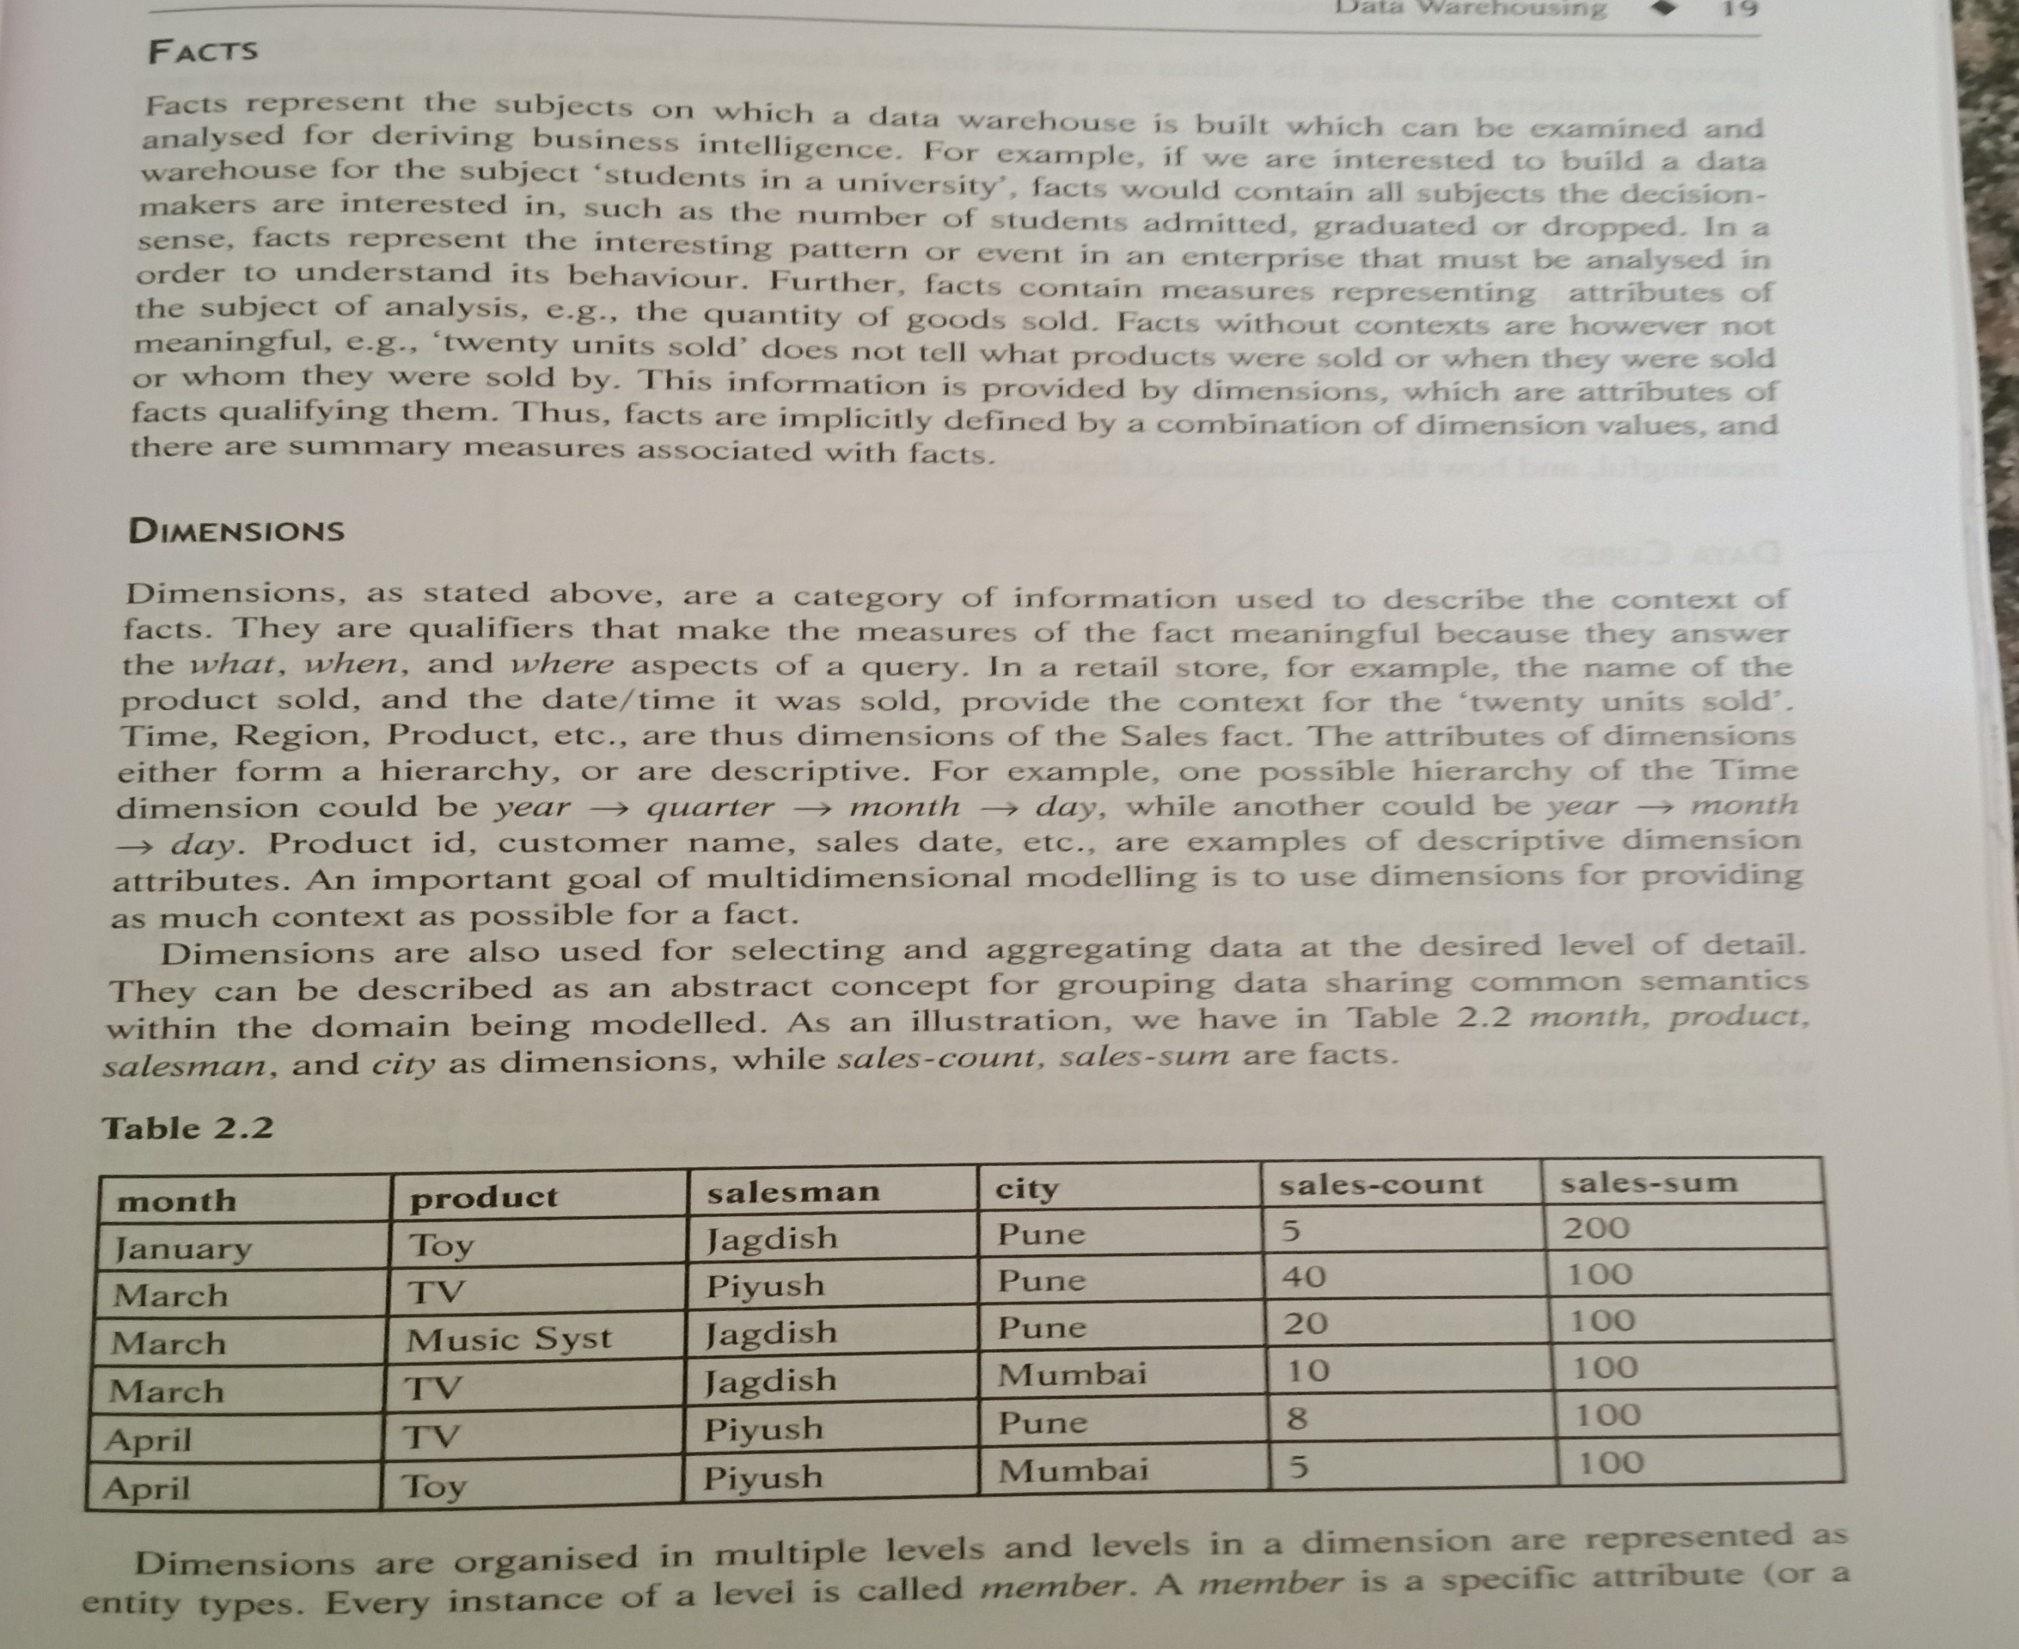 Data Warehousing ◆ 19
FACTS
Facts represent the subjects on which a data warehouse is built which can be examined and
analysed for deriving business intelligence. For example, if we are interested to build a data
warehouse for the subject ‘students in a university’, facts would contain all subjects the decision-
makers are interested in, such as the number of students admitted, graduated or dropped. In a
sense, facts represent the interesting pattern or event in an enterprise that must be analysed in
order to understand its behaviour. Further, facts contain measures representing attributes of
the subject of analysis, e.g., the quantity of goods sold. Facts without contexts are however not
meaningful, e.g., ‘twenty units sold’ does not tell what products were sold or when they were sold
or whom they were sold by. This information is provided by dimensions, which are attributes of
facts qualifying them. Thus, facts are implicitly defined by a combination of dimension values, and
there are summary measures associated with facts.
DIMENSIONS
Dimensions, as stated above, are a category of information used to describe the context of
facts. They are qualifiers that make the measures of the fact meaningful because they answer
the what, when, and where aspects of a query. In a retail store, for example, the name of the
product sold, and the date/time it was sold, provide the context for the ‘twenty units sold’.
Time, Region, Product, etc., are thus dimensions of the Sales fact. The attributes of dimensions
either form a hierarchy, or are descriptive. For example, one possible hierarchy of the Time
dimension could be year → quarter → month → day, while another could be year → month
→ day. Product id, customer name, sales date, etc., are examples of descriptive dimension
attributes. An important goal of multidimensional modelling is to use dimensions for providing
as much context as possible for a fact.
Dimensions are also used for selecting and aggregating data at the desired level of detail.
They can be described as an abstract concept for grouping data sharing common semantics
within the domain being modelled. As an illustration, we have in Table 2.2 month, product,
salesman, and city as dimensions, while sales-count, sales-sum are facts.
Table 2.2
month product salesman city sales-count sales-sum
January Toy Jagdish Pune 5 200
March TV Piyush Pune 40 100
March Music Syst Jagdish Pune 20 100
March TV Jagdish Mumbai 10 100
April TV Piyush Pune 8 100
April Toy Piyush Mumbai 5 100
Dimensions are organised in multiple levels and levels in a dimension are represented as
entity types. Every instance of a level is called member. A member is a specific attribute (or a